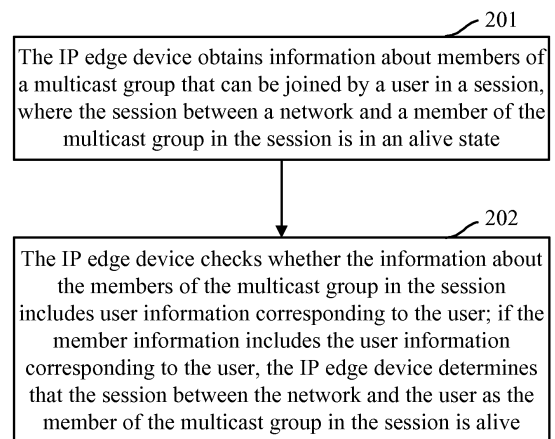 201
The IP edge device obtains information about members of
a multicast group that can be joined by a user in a session,
where the session between a network and a member of the
multicast group in the session is in an alive state
202
The IP edge device checks whether the information about
the members of the multicast group in the session
includes user information corresponding to the user; if the
member information includes the user information
corresponding to the user, the IP edge device determines
that the session between the network and the user as the
member of the multicast group in the session is alive